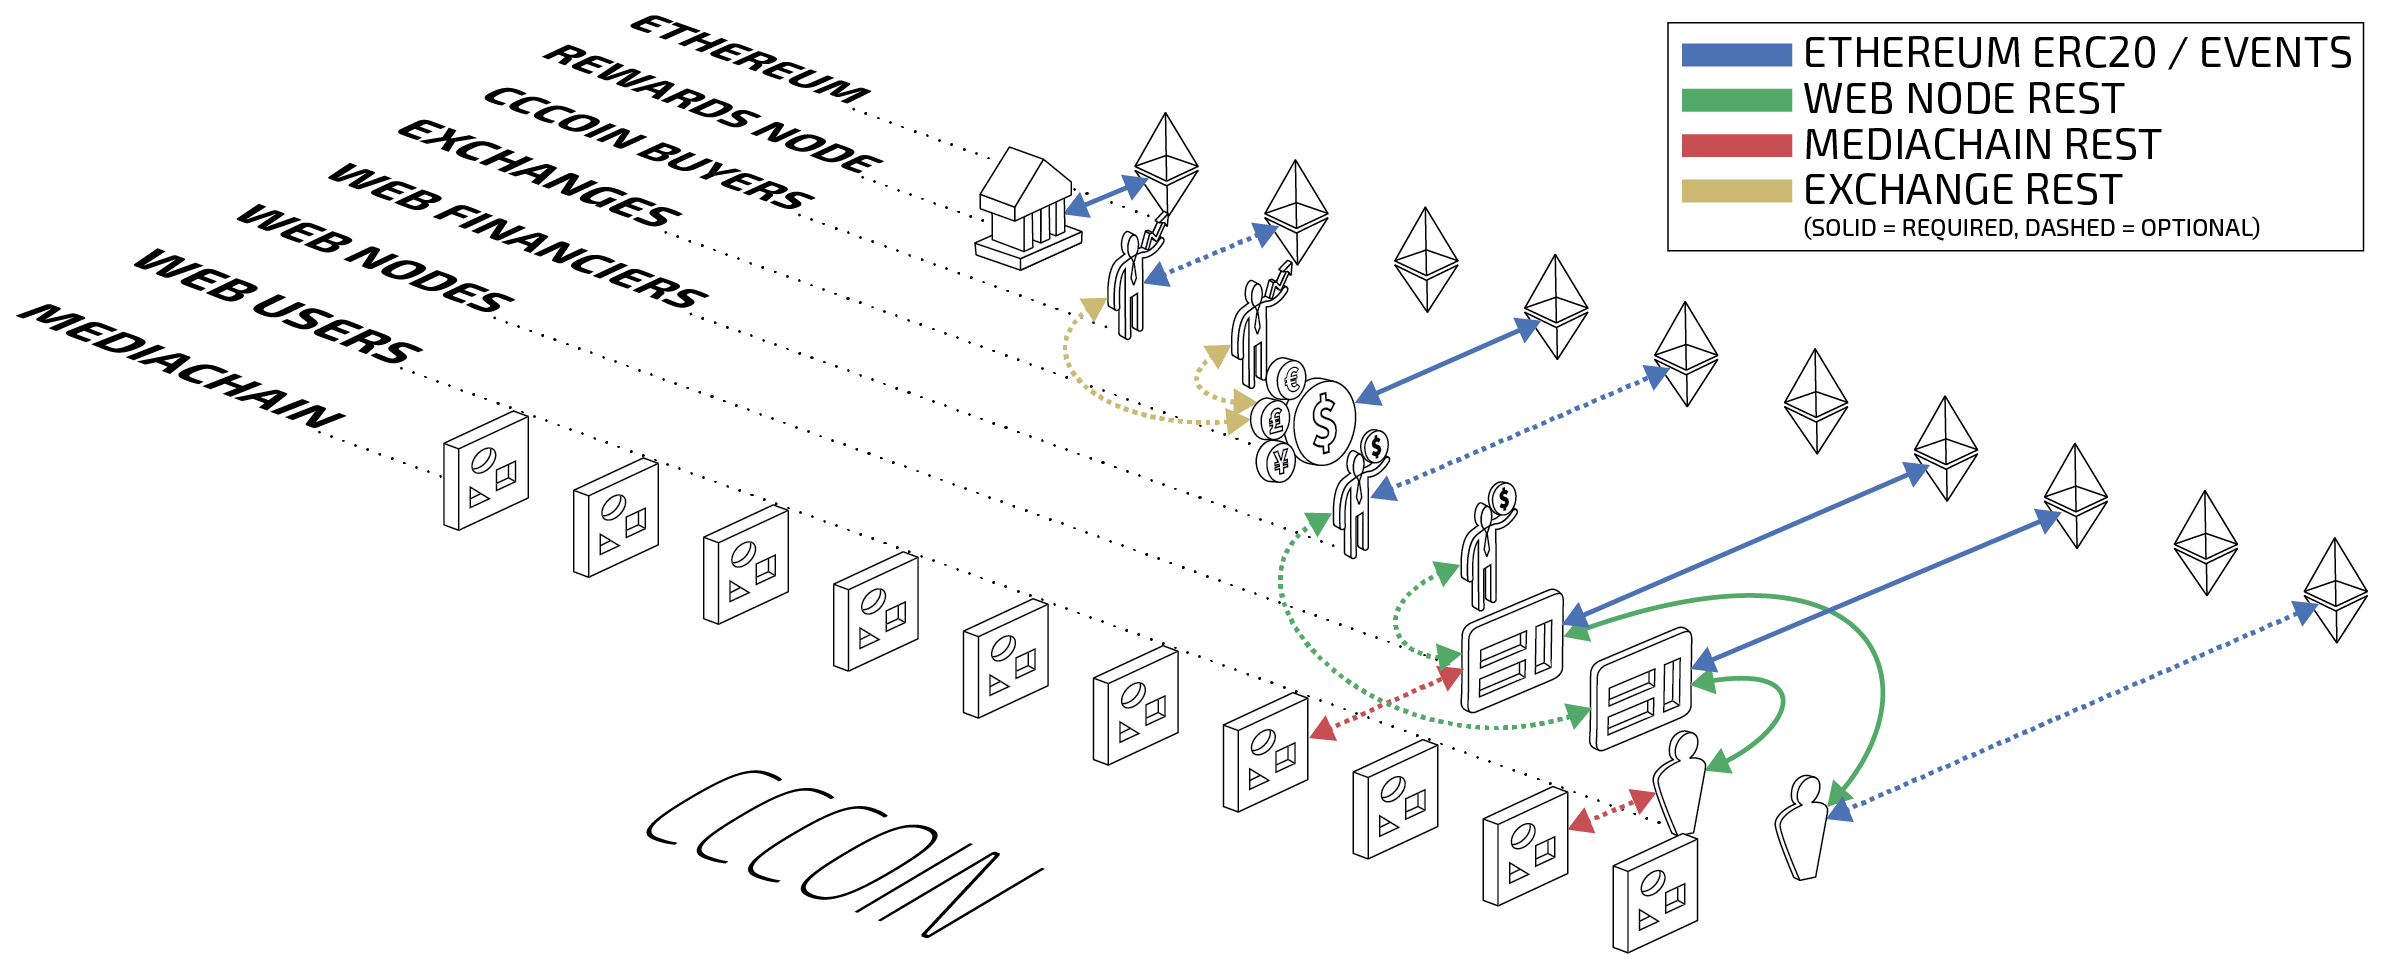 ETHEREUM
REWARDS NODE
CCCOIN BUYERS
EXCHANGES
WEB FINANCIERS
WEB NODES
WEB USERS
MEDIACHAIN
ETHEREUM ERC20 / EVENTS
WEB NODE REST
MEDIACHAIN REST
EXCHANGE REST
(SOLID = REQUIRED, DASHED = OPTIONAL)
€
$
£
¥
$
$
CCCOIN